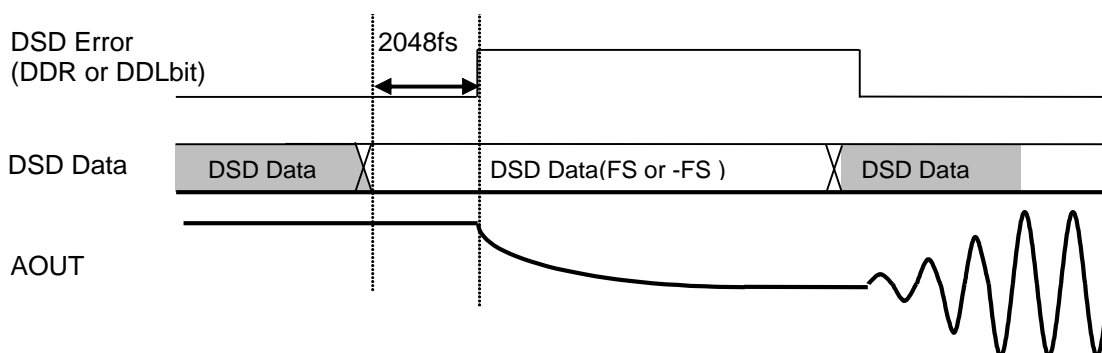 DSD Error
(DDR or DDLbit)
2048fs
DSD Data
DSD Data
DSD Data(FS or -FS )
DSD Data
AOUT